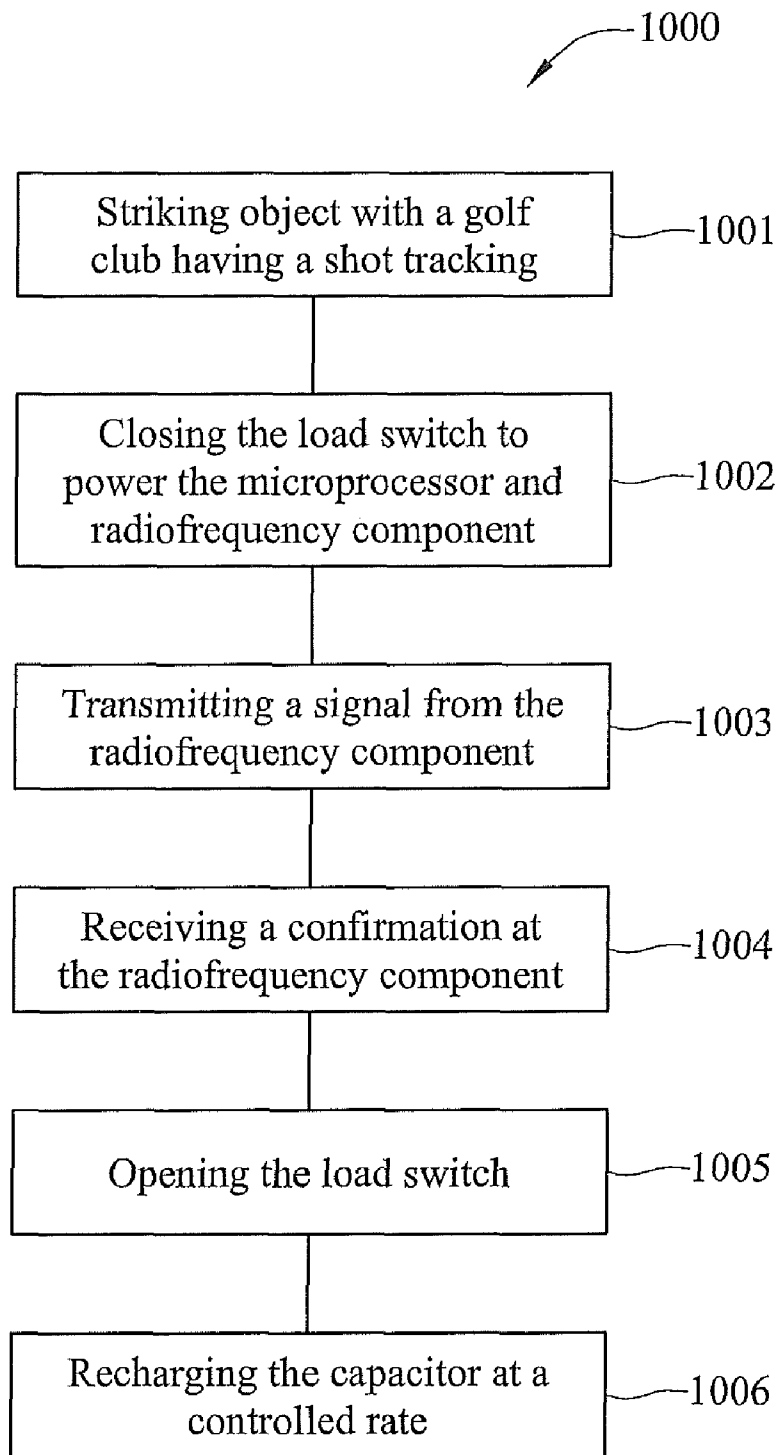 1000
Striking object with a golf
club having a shot tracking
1001
Closing the load switch to
power the microprocessor and
radiofrequency component
1002
Transmitting a signal from the
radiofrequency component
1003
Receiving a confirmation at
the radiofrequency component
1004
Opening the load switch
1005
Recharging the capacitor at a
controlled rate
1006